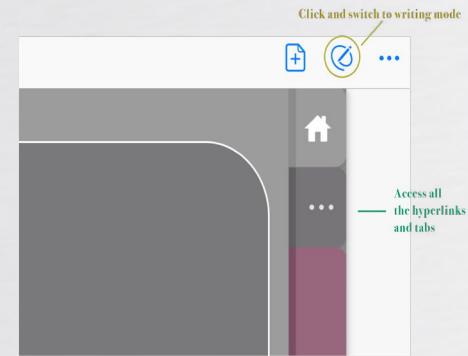 Click and switch to writing mode
Access all
the hyperlinks
and tabs